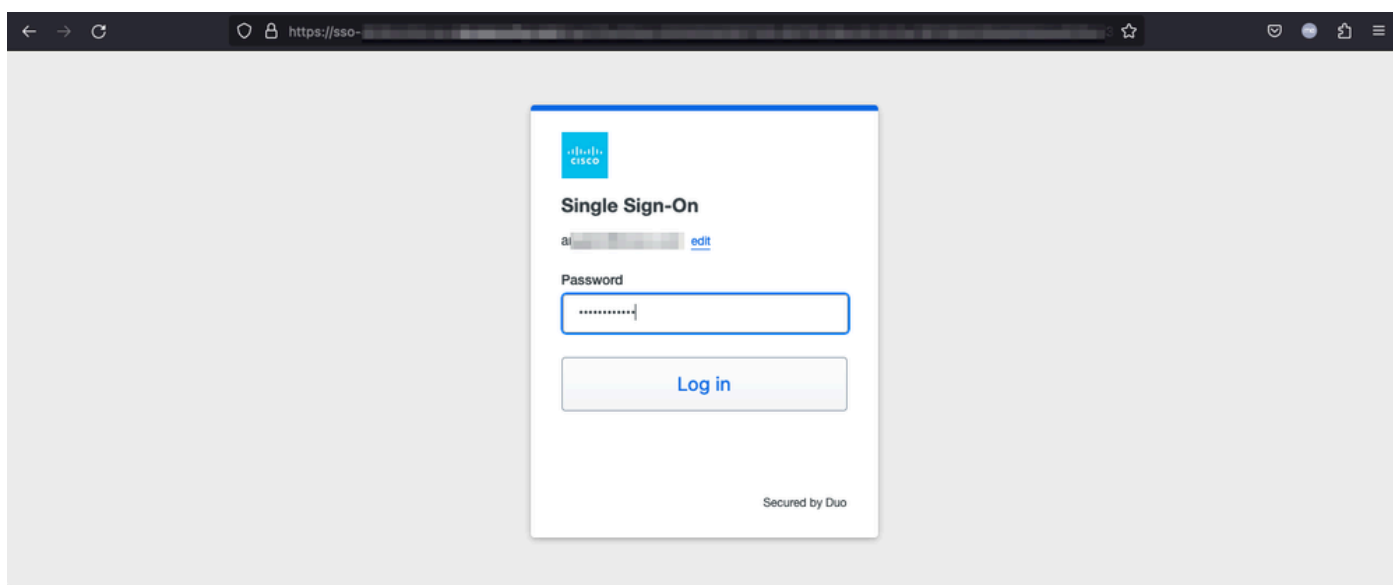 https://sso-
cisco
Single Sign-On
edit
Password
Log in
Secured by Duo